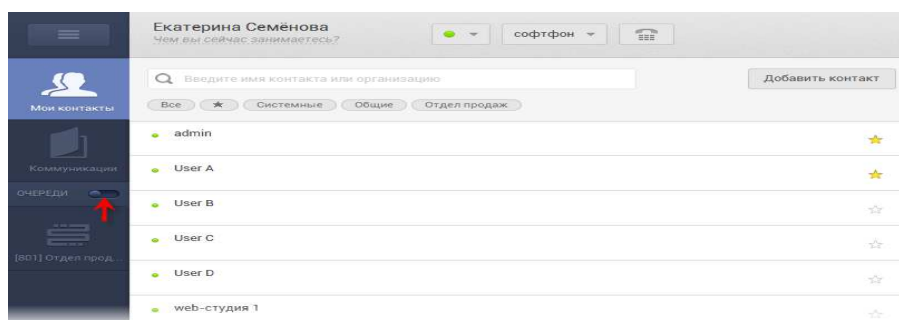 Екатерина Семёнова
Чем вы сейчас занимаетесь?
софтфон
Введите имя контакта или организацию
Добавить контакт
Все
Системные
Общие
Отдел продаж
Мои контакты
Коммуникации
ОЧЕРЕДИ
[801] Отдел прод...
admin
User A
User B
User C
User D
web-студия 1